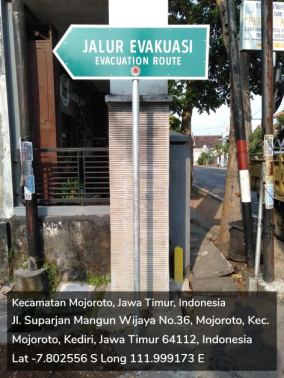 JALUR EVAKUASI
EVACUATION ROUTE
Kecamatan Mojoroto, Jawa Timur, Indonesia
Jl. Suparjan Mangun Wijaya No.36, Mojoroto, Kec.
Mojoroto, Kediri, Jawa Timur 64112, Indonesia
Lat -7.802556 S Long 111.999173 E